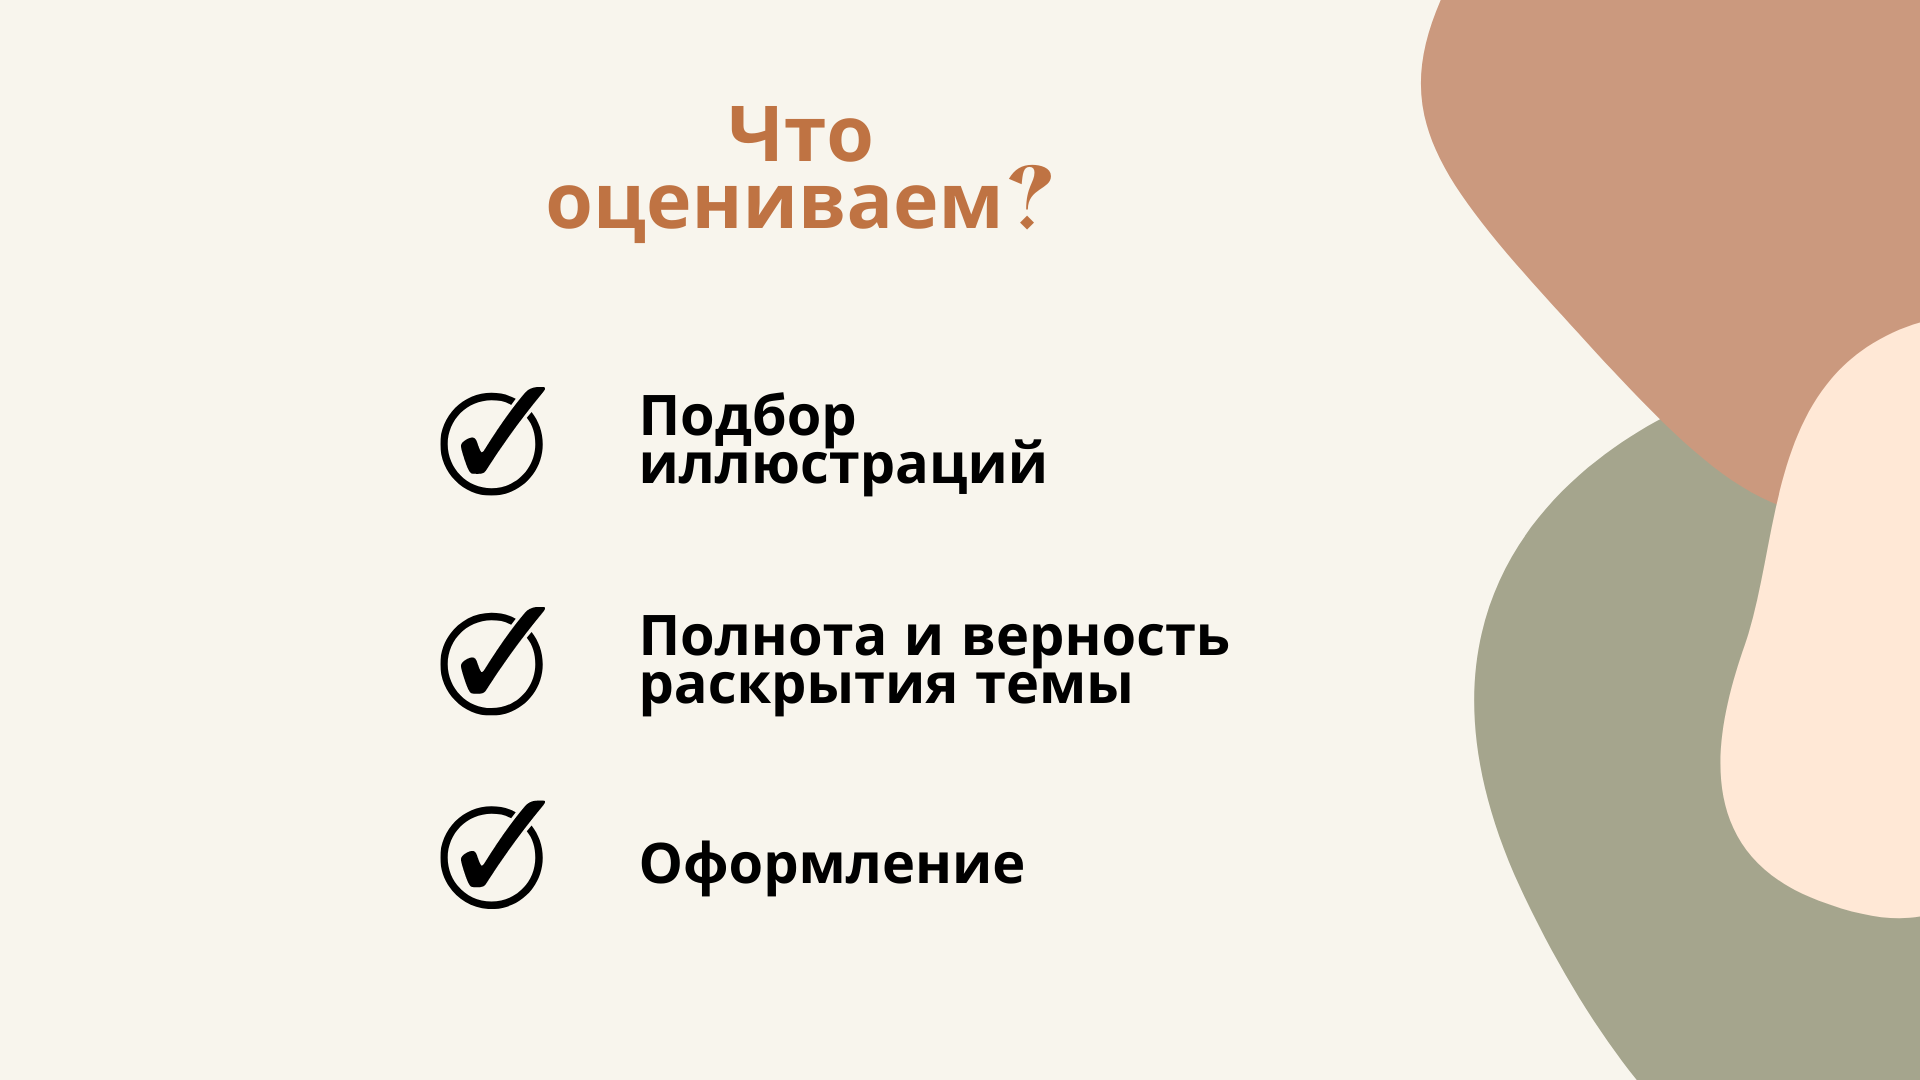 Что
оцениваем?
Подбор
иллюстраций
Полнота и верность
раскрытия темы
Оформление